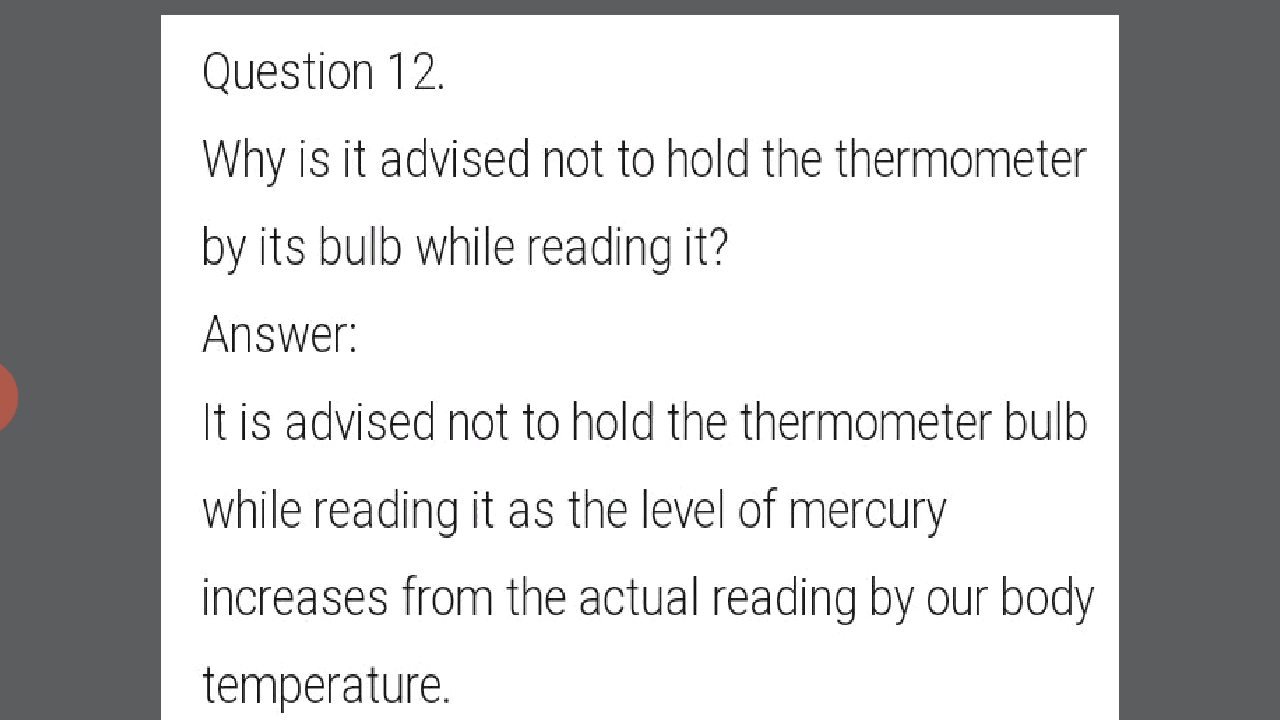 Question 12.
Why is it advised not to hold the thermometer
by its bulb while reading it?
Answer:
It is advised not to hold the thermometer bulb
while reading it as the level of mercury
increases from the actual reading by our body
temperature.